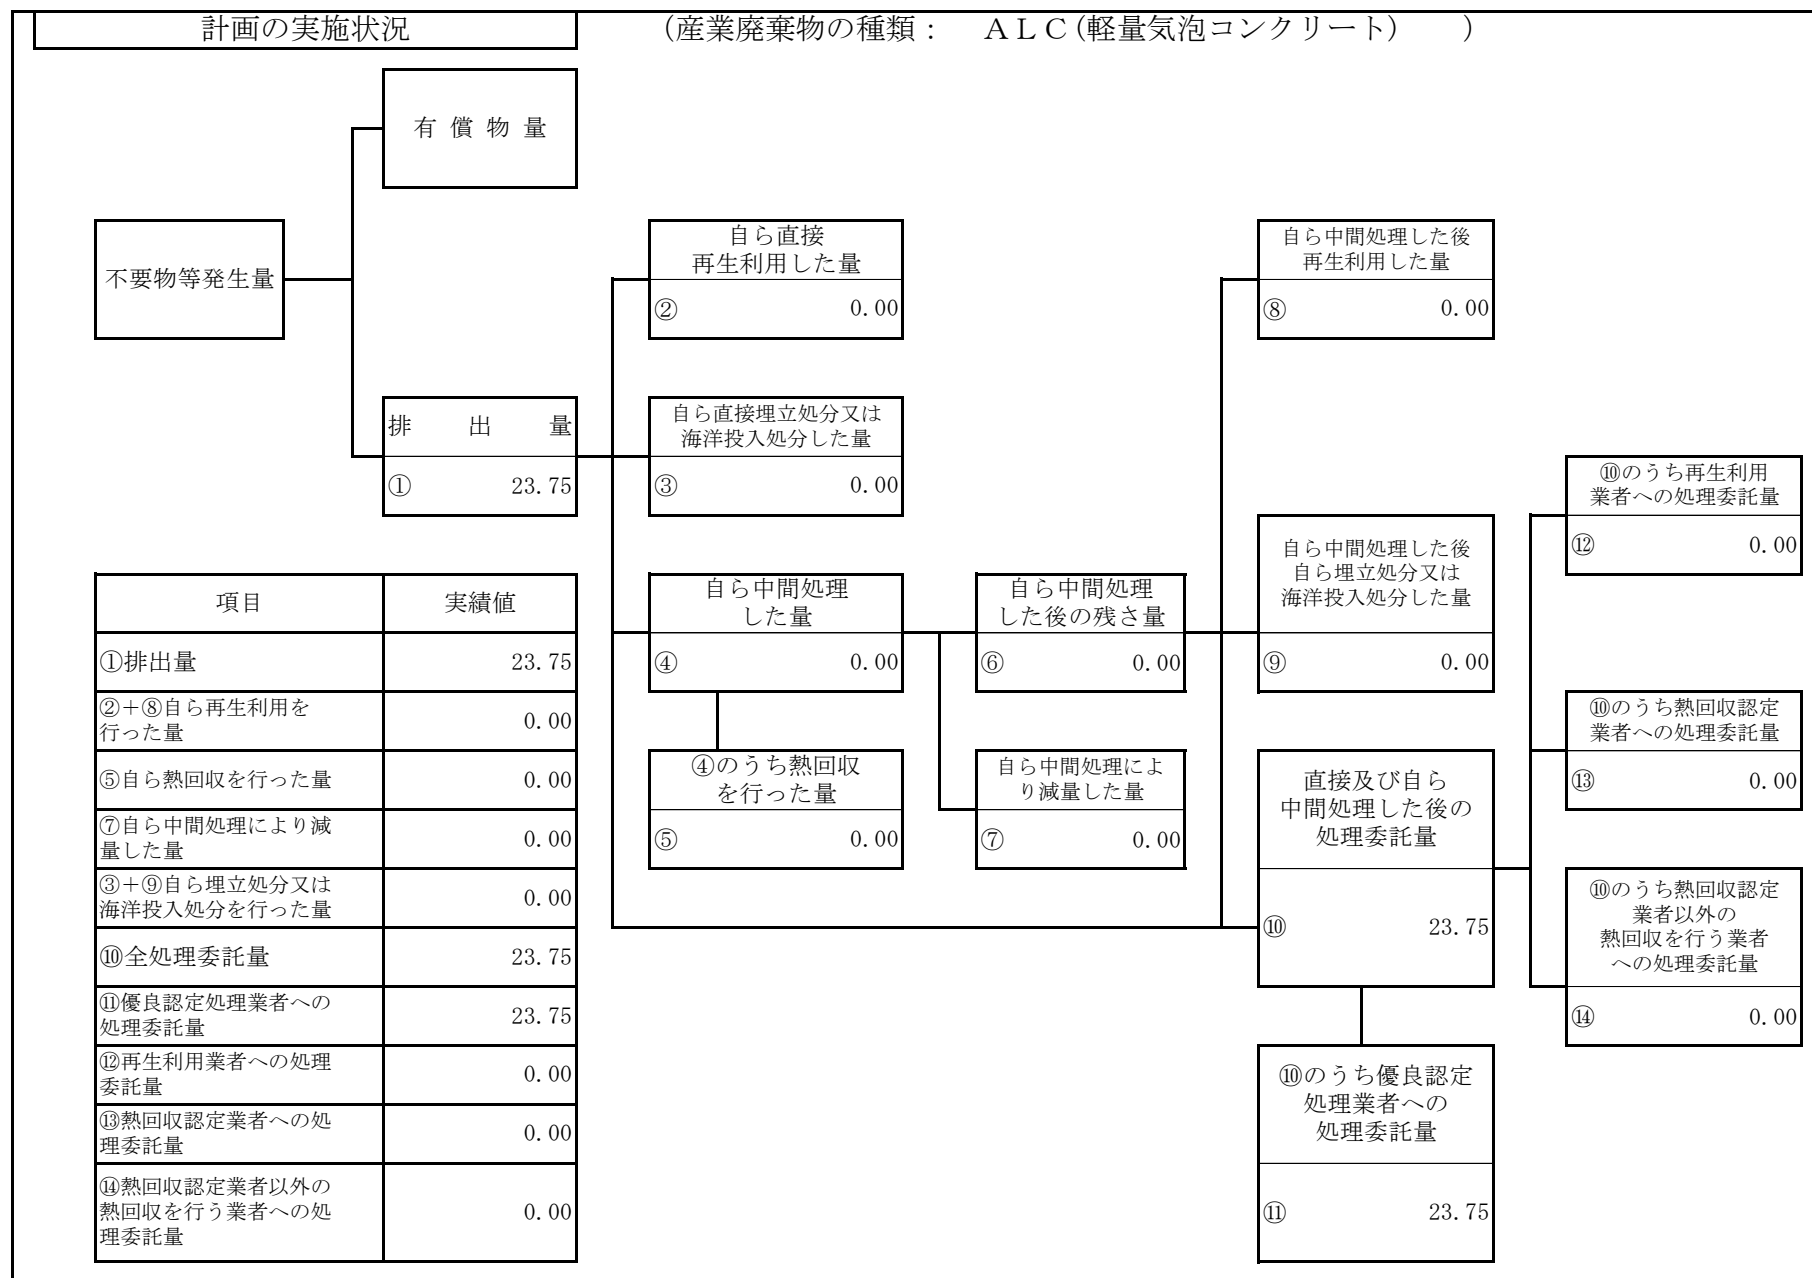 計画の実施状況
(産業廃棄物の種類： ＡＬＣ(軽量気泡コンクリート) )
有 償 物 量
不要物等発生量
自ら直接
再生利用した量
② 0.00
自ら中間処理した後
再生利用した量
⑧ 0.00
排 出 量
① 23.75
自ら直接埋立処分又は
海洋投入処分した量
③ 0.00
⑩のうち再生利用
業者への処理委託量
⑫ 0.00
自ら中間処理した後
自ら埋立処分又は
海洋投入処分した量
⑨ 0.00
自ら中間処理
した量
④ 0.00
自ら中間処理
した後の残さ量
⑥ 0.00
④のうち熱回収
を行った量
⑤ 0.00
自ら中間処理によ
り減量した量
⑦ 0.00
直接及び自ら
中間処理した後の
処理委託量
⑩ 23.75
⑩のうち熱回収認定
業者への処理委託量
⑬ 0.00
⑩のうち熱回収認定
業者以外の
熱回収を行う業者
への処理委託量
⑭ 0.00
⑩のうち優良認定
処理業者への
処理委託量
⑪ 23.75
項目 実績値
①排出量 23.75
②＋⑧自ら再生利用を
行った量 0.00
⑤自ら熱回収を行った量 0.00
⑦自ら中間処理により減
量した量 0.00
③＋⑨自ら埋立処分又は
海洋投入処分を行った量 0.00
⑩全処理委託量 23.75
⑪優良認定処理業者への
処理委託量 23.75
⑫再生利用業者への処理
委託量 0.00
⑬熱回収認定業者への処
理委託量 0.00
⑭熱回収認定業者以外の
熱回収を行う業者への処
理委託量 0.00